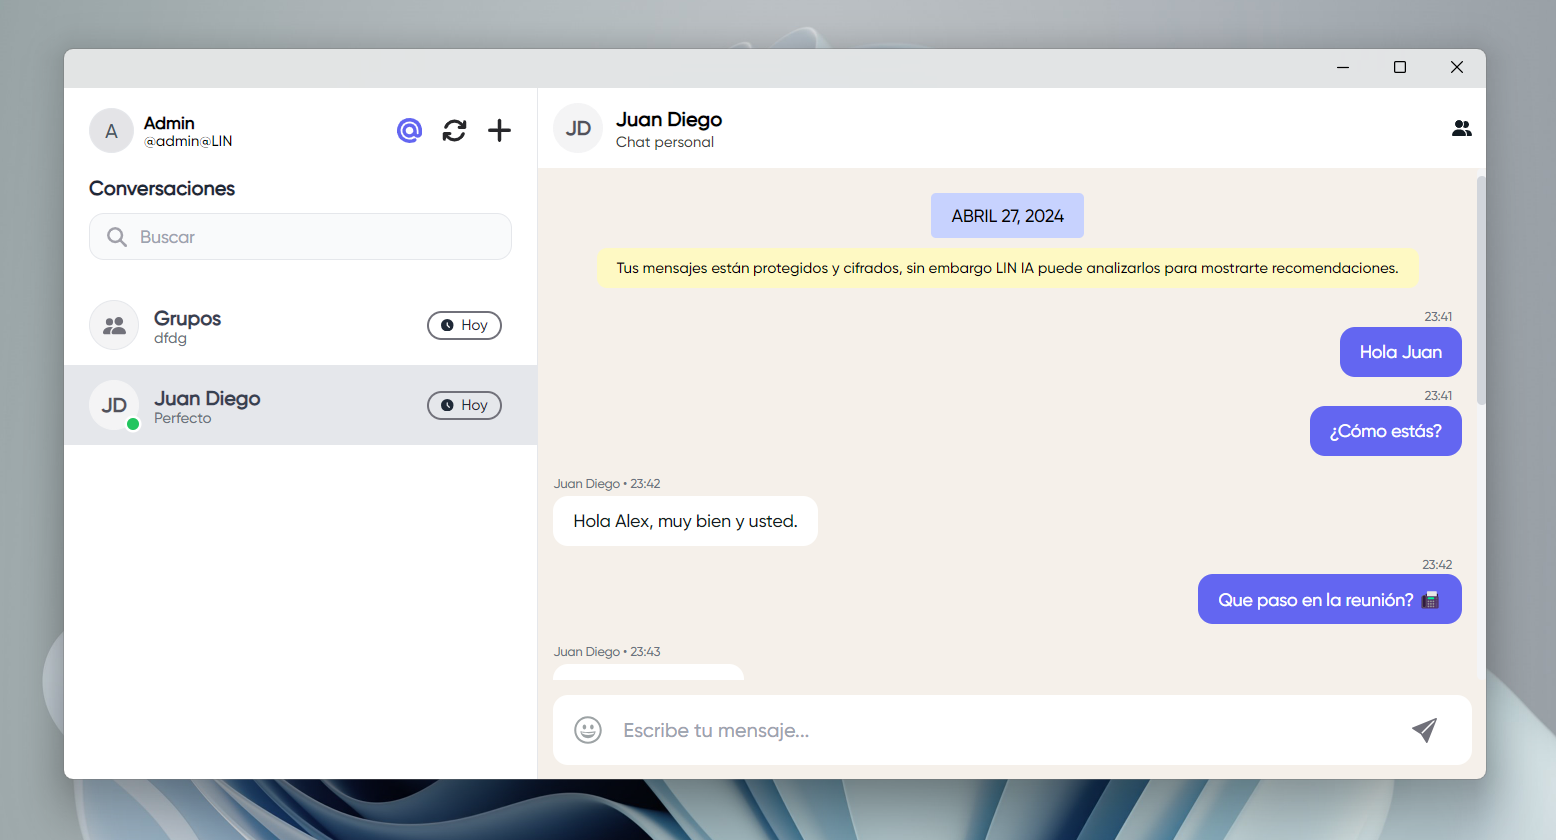 A
Admin
@admin@LIN
Conversaciones
Buscar
Grupos
dfdg
Hoy
JD
Juan Diego
Perfecto
Hoy
JD
Juan Diego
Chat personal
ABRIL 27, 2024
Tus mensajes están protegidos y cifrados, sin embargo LIN IA puede analizarlos para mostrarte recomendaciones.
23:41
Hola Juan
23:41
¿Cómo estás?
Juan Diego • 23:42
Hola Alex, muy bien y usted.
23:42
Que paso en la reunión? 📠
Juan Diego • 23:43
Escribe tu mensaje...